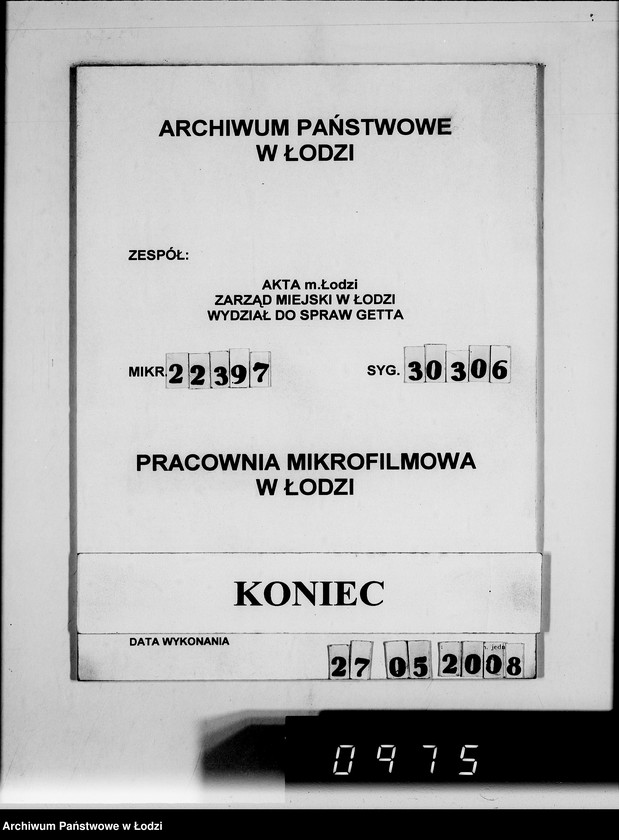 ARCHIWUM PAŃSTWOWE
W ŁODZI
ZESPÓŁ:
AKTA m.Łodzi
ZARZĄD MIEJSKI W ŁODZI
WYDZIAŁ DO SPRAW GETTA
MIKR. 22397 SYG. 30306
PRACOWNIA MIKROFILMOWA
W ŁODZI
KONIEC
DATA WYKONANIA
27 05 2008
0975
Archiwum Państwowe w Łodzi